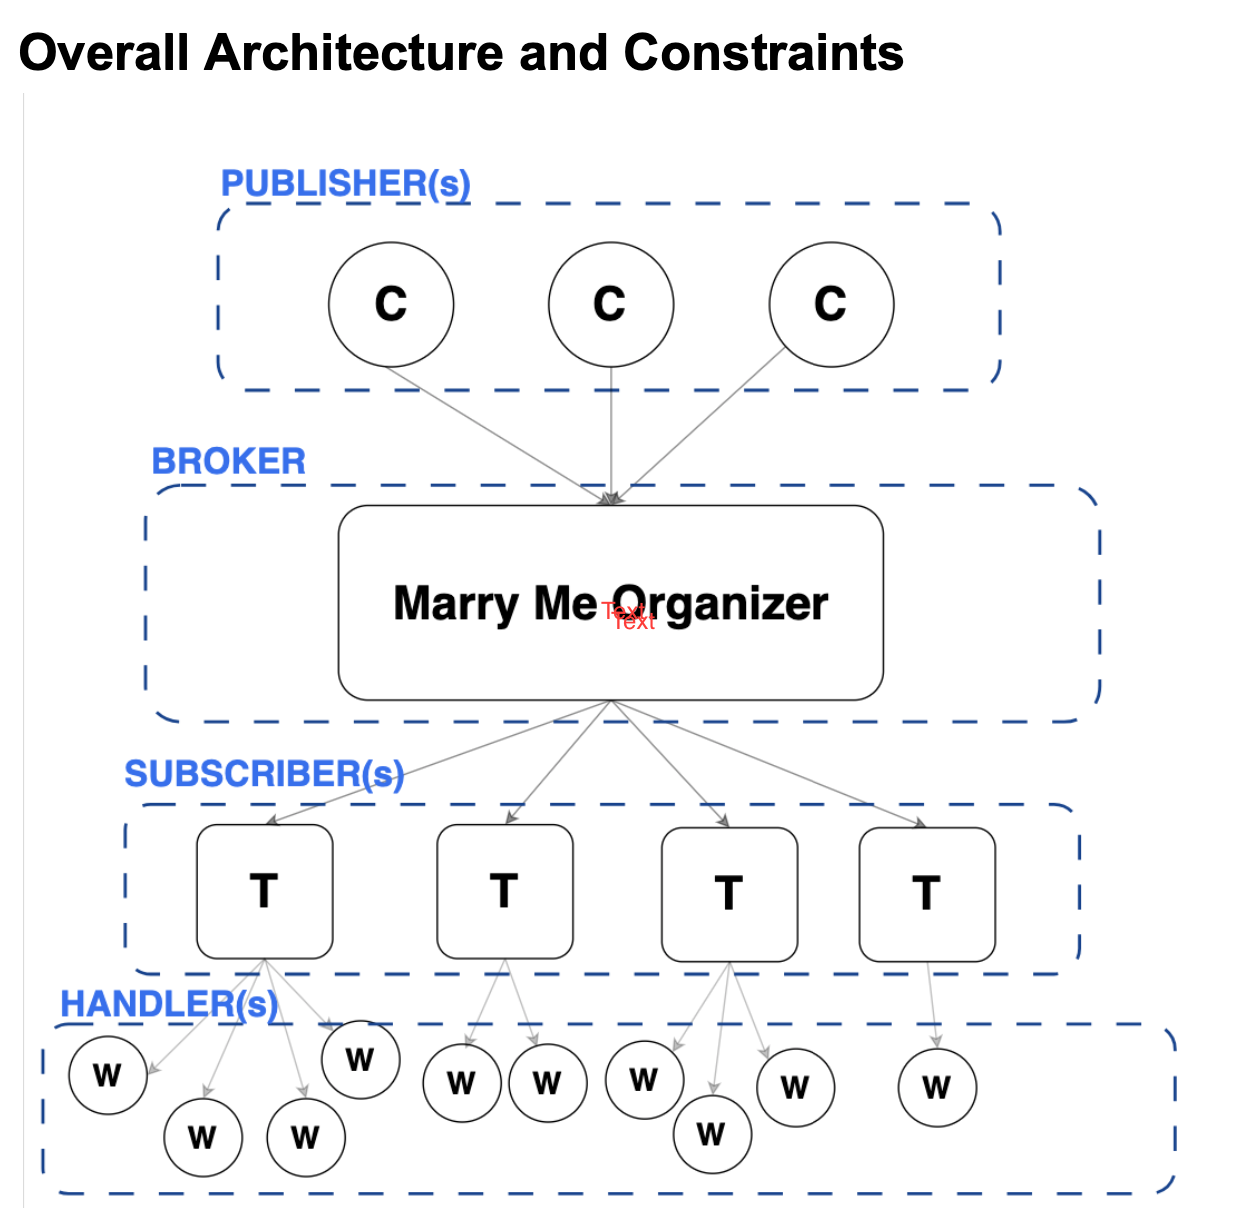 Overall Architecture and Constraints
PUBLISHER(s)
C C C
BROKER
Marry Me Organizer
Text
Text
SUBSCRIBER(s)
T T T T
HANDLER(s)
W W W W W W W W W W